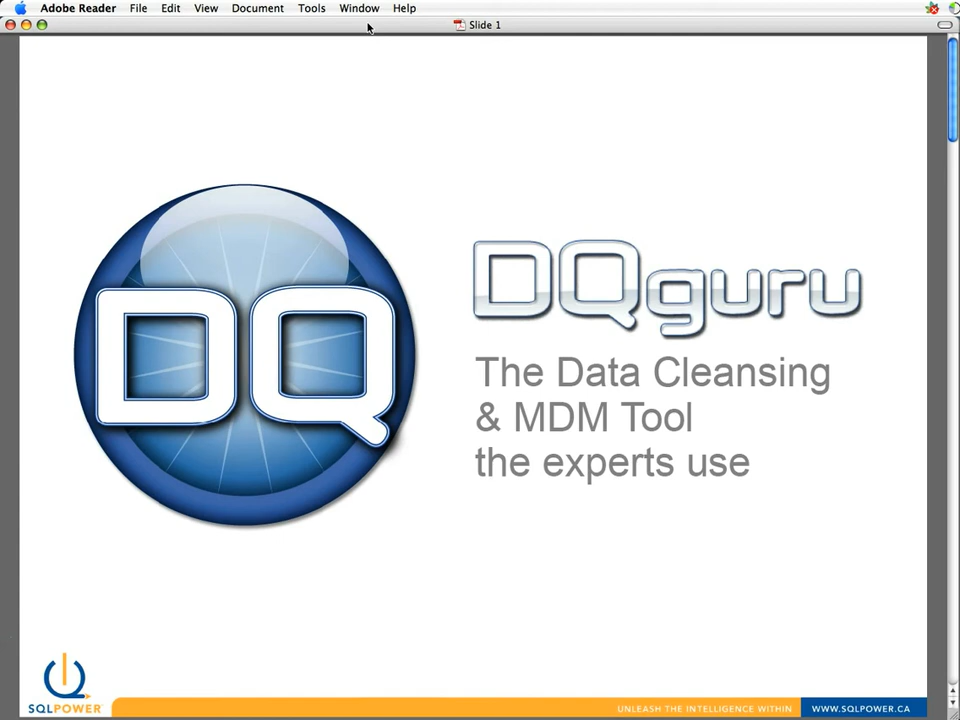 Adobe Reader File Edit View Document Tools Window Help
Slide 1
DQ
DQguru
The Data Cleansing
& MDM Tool
the experts use
SQLPOWER
UNLEASH THE INTELLIGENCE WITHIN
WWW.SQLPOWER.CA